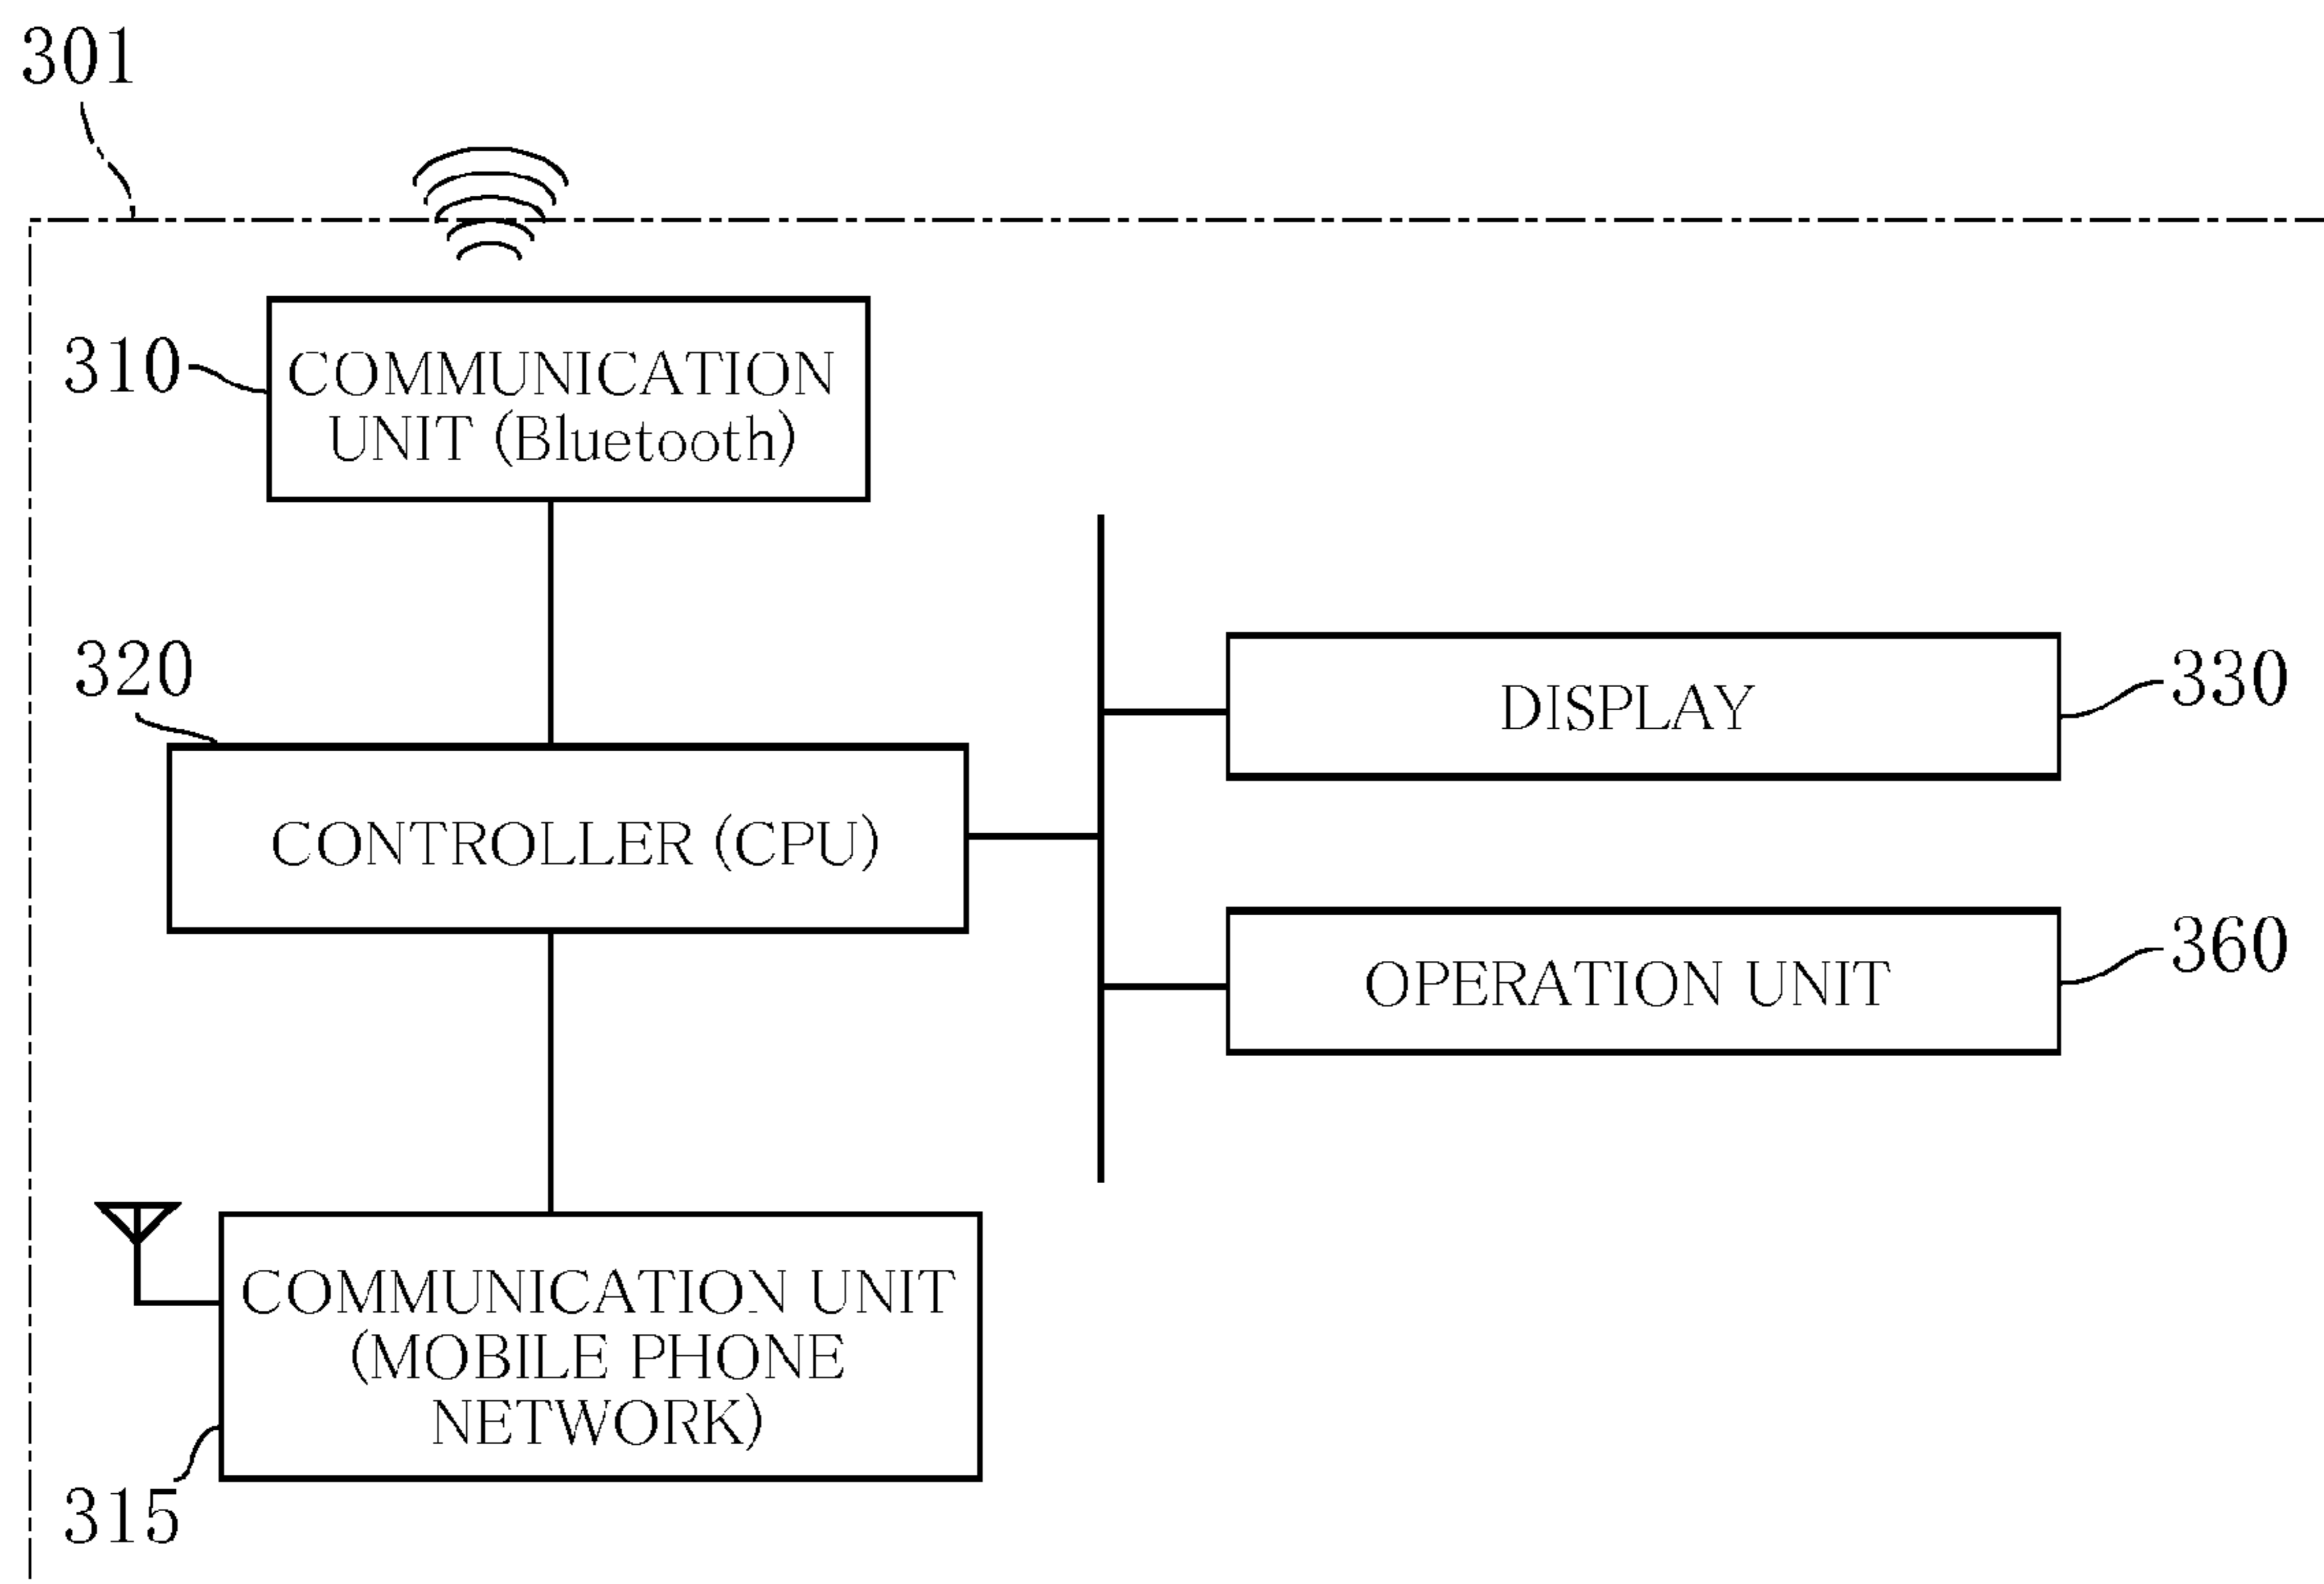 301
310
COMMUNICATION
UNIT (Bluetooth)
320
CONTROLLER (CPU)
DISPLAY
330
OPERATION UNIT
360
COMMUNICATION UNIT
(MOBILE PHONE
NETWORK)
315